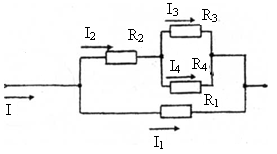 I₃ R₃
I₂ R₂
I₄ R₄
I R₁
I₁